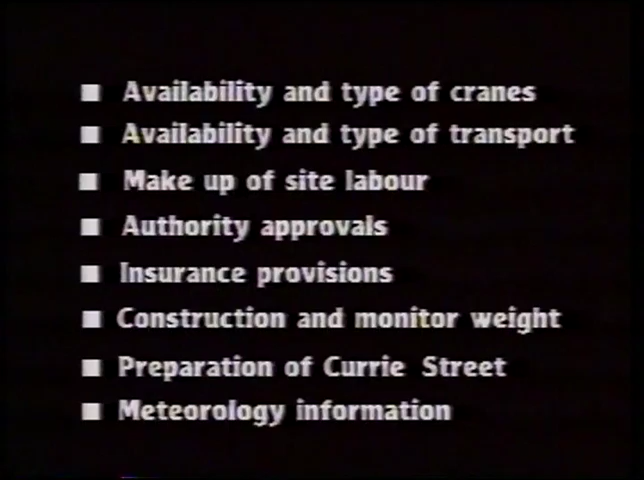 ■ Availability and type of cranes
■ Availability and type of transport
■ Make up of site labour
■ Authority approvals
■ Insurance provisions
■ Construction and monitor weight
■ Preparation of Currie Street
■ Meteorology information